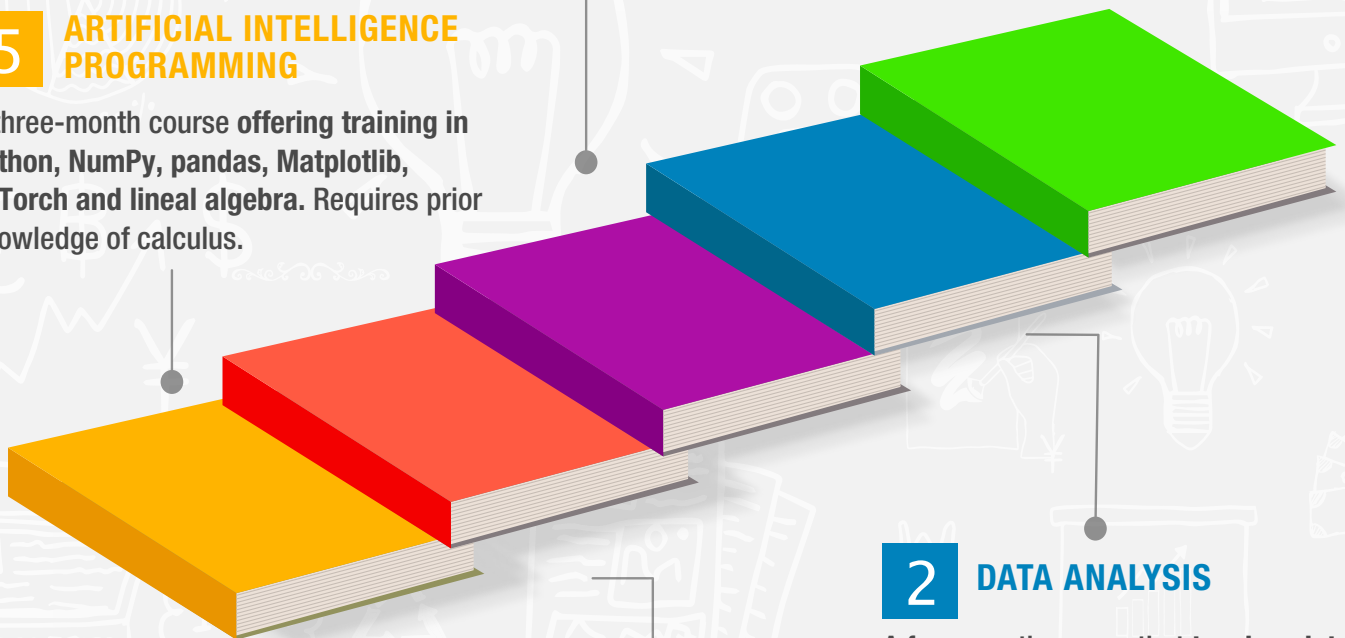 5 ARTIFICIAL INTELLIGENCE
PROGRAMMING
three-month course offering training in
thon, NumPy, pandas, Matplotlib,
Torch and lineal algebra. Requires prior
owledge of calculus.
2 DATA ANALYSIS